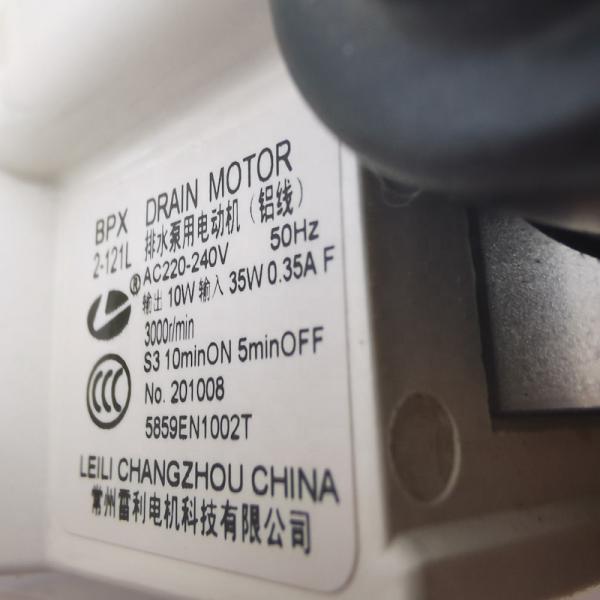 BPX DRAIN MOTOR
2-121L 排水泵用电动机（铝线）
AC220-240V 50Hz
输出 10W 输入 35W 0.35A F
®
3000r/min
S3 10minON 5minOFF
CCC
No. 201008
5859EN1002T
LEILI CHANGZHOU CHINA
常州雷利电机科技有限公司